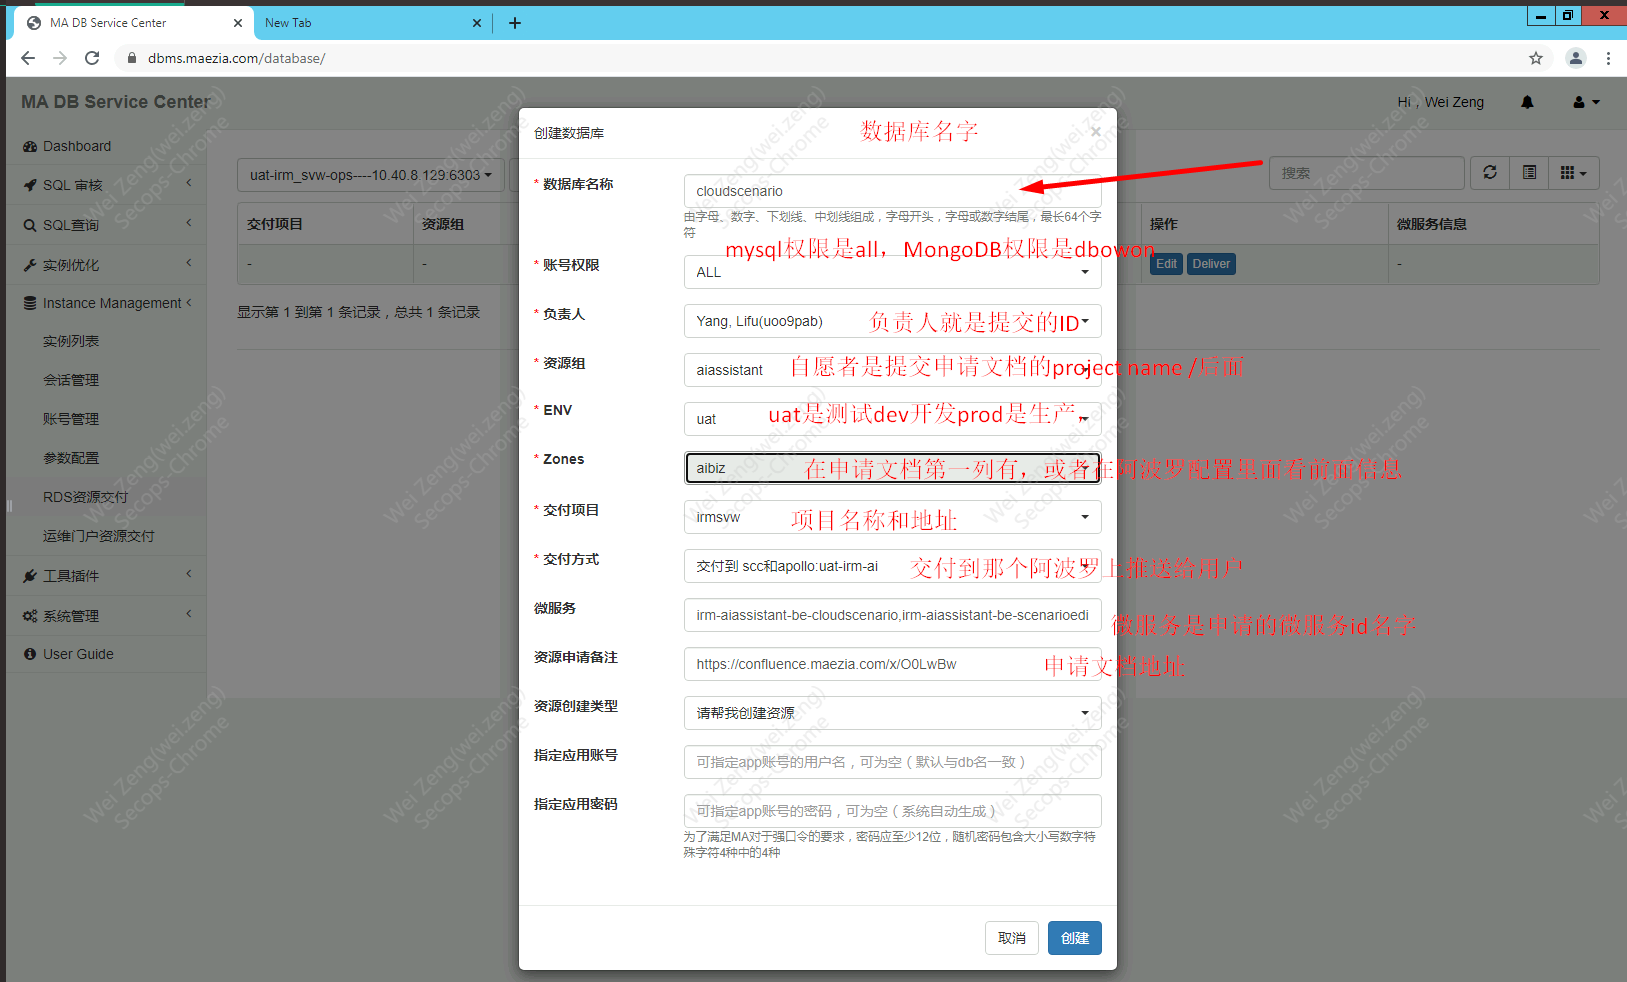 MA DB Service Center
New Tab
dbms.maezia.com/database/
MA DB Service Center
Hi , Wei Zeng
Dashboard
SQL 审核
SQL查询
实例优化
Instance Management
实例列表
会话管理
账号管理
参数配置
RDS资源交付
运维门户资源交付
工具插件
系统管理
User Guide
uat-irm_svw-ops----10.40.8.129:6303
搜索
交付项目
资源组
操作
微服务信息
-
-
Edit
Deliver
-
显示第 1 到第 1 条记录，总共 1 条记录
创建数据库
数据库名字
×
* 数据库名称
cloudscenario
由字母、数字、下划线、中划线组成，字母开头，字母或数字结尾，最长64个字
符
mysql权限是all，MongoDB权限是dbowon
* 账号权限
ALL
* 负责人
Yang, Lifu(uoo9pab)
负责人就是提交的ID
* 资源组
aiassistant
自愿者是提交申请文档的project name /后面
* ENV
uat
uat是测试dev开发prod是生产，
* Zones
aibiz
在申请文档第一列有，或者在阿波罗配置里面看前面信息
* 交付项目
irmsvw
项目名称和地址
* 交付方式
交付到 scc和apollo:uat-irm-ai
交付到那个阿波罗上推送给用户
微服务
irm-aiassistant-be-cloudscenario,irm-aiassistant-be-scenarioedi
微服务是申请的微服务id名字
资源申请备注
https://confluence.maezia.com/x/O0LwBw
申请文档地址
资源创建类型
请帮我创建资源
指定应用账号
可指定app账号的用户名，可为空（默认与db名一致）
指定应用密码
可指定app账号的密码，可为空（系统自动生成）
为了满足MA对于强口令的要求，密码应至少12位，随机密码包含大小写数字特
殊字符4种中的4种
取消
创建
Wei Zeng(wei.zeng)
Secops-Chrome